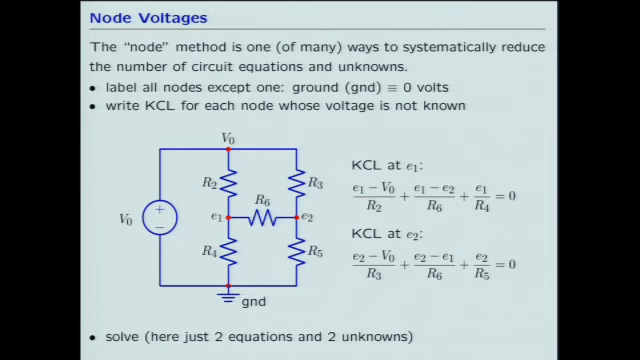 Node Voltages
The “node” method is one (of many) ways to systematically reduce
the number of circuit equations and unknowns.
• label all nodes except one: ground (gnd) ≡ 0 volts
• write KCL for each node whose voltage is not known
V₀
R₂
R₃
R₆
V₀
+
−
e₁
e₂
R₄
R₅
gnd
KCL at e₁:
(e₁ − V₀)/R₂ + (e₁ − e₂)/R₆ + e₁/R₄ = 0
KCL at e₂:
(e₂ − V₀)/R₃ + (e₂ − e₁)/R₆ + e₂/R₅ = 0
• solve (here just 2 equations and 2 unknowns)